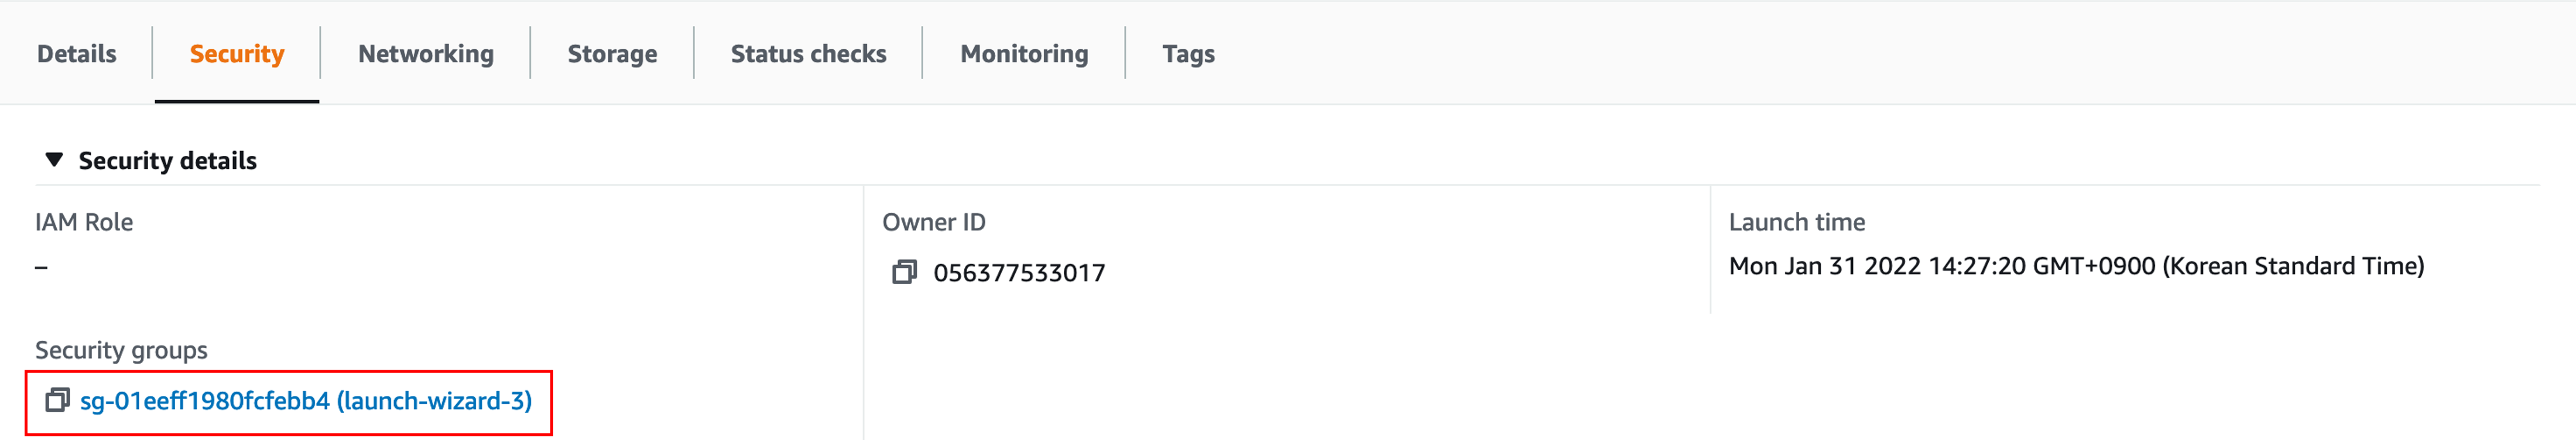 Details
Security
Networking
Storage
Status checks
Monitoring
Tags
Security details
IAM Role
–
Owner ID
056377533017
Launch time
Mon Jan 31 2022 14:27:20 GMT+0900 (Korean Standard Time)
Security groups
sg-01eeff1980fcfebb4 (launch-wizard-3)